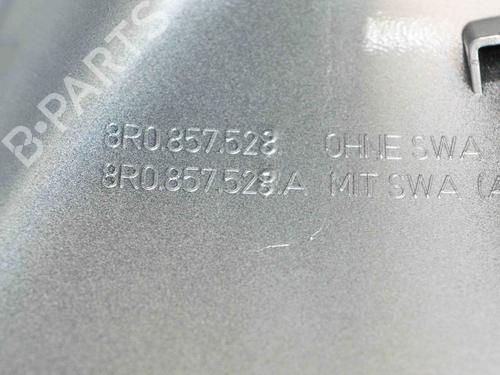 B-PARTS
8R0.857.528. OHNE SWA
8R0.857.528.A MIT SWA (A